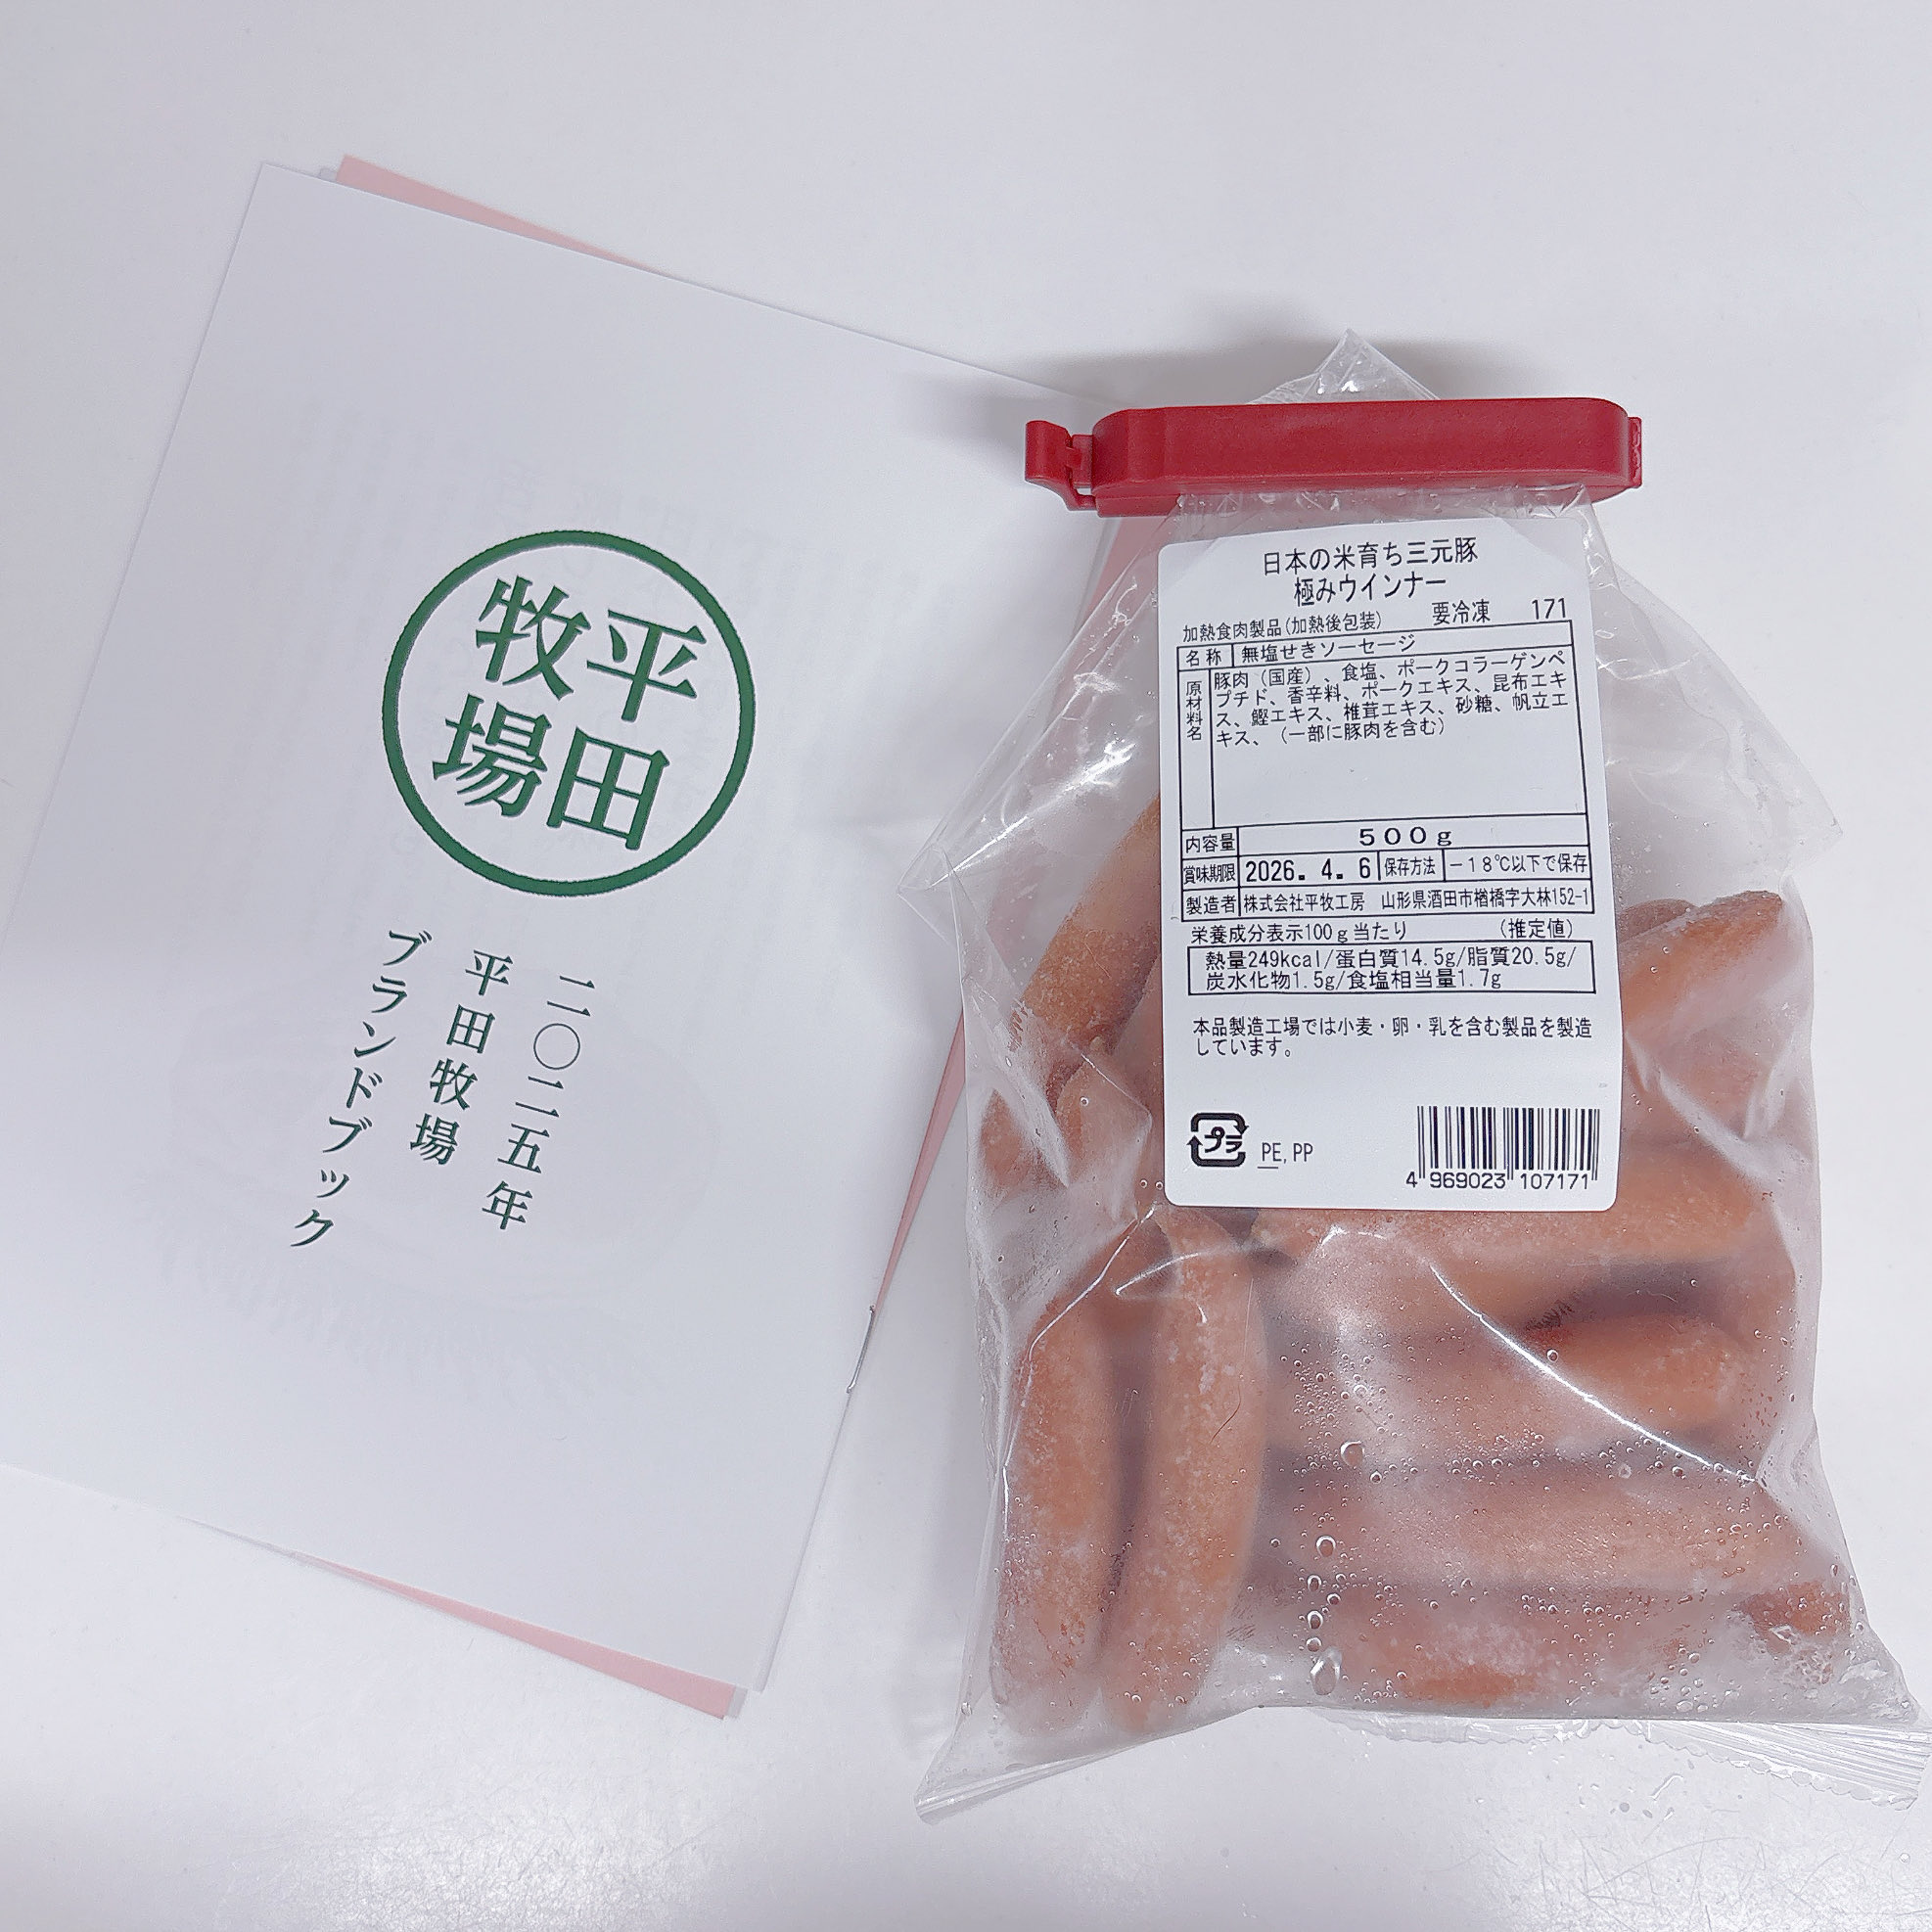 平田
牧場
二〇二五年
平田牧場
ブランドブック
日本の米育ち三元豚
極みウインナー
加熱食肉製品(加熱後包装) 要冷凍 171
名称 無塩せきソーセージ
原材料名 豚肉(国産)、食塩、ポークコラーゲンペ
プチド、香辛料、ポークエキス、昆布エキ
ス、鰹エキス、椎茸エキス、砂糖、帆立エ
キス、(一部に豚肉を含む)
内容量 500g
賞味期限 2026. 4. 6 保存方法 －18℃以下で保存
製造者 株式会社平牧工房 山形県酒田市楢橋字大林152-1
栄養成分表示100g当たり (推定値)
熱量249kcal/蛋白質14.5g/脂質20.5g/
炭水化物1.5g/食塩相当量1.7g
本品製造工場では小麦・卵・乳を含む製品を製造
しています。
プラ PE, PP
4 969023 107171